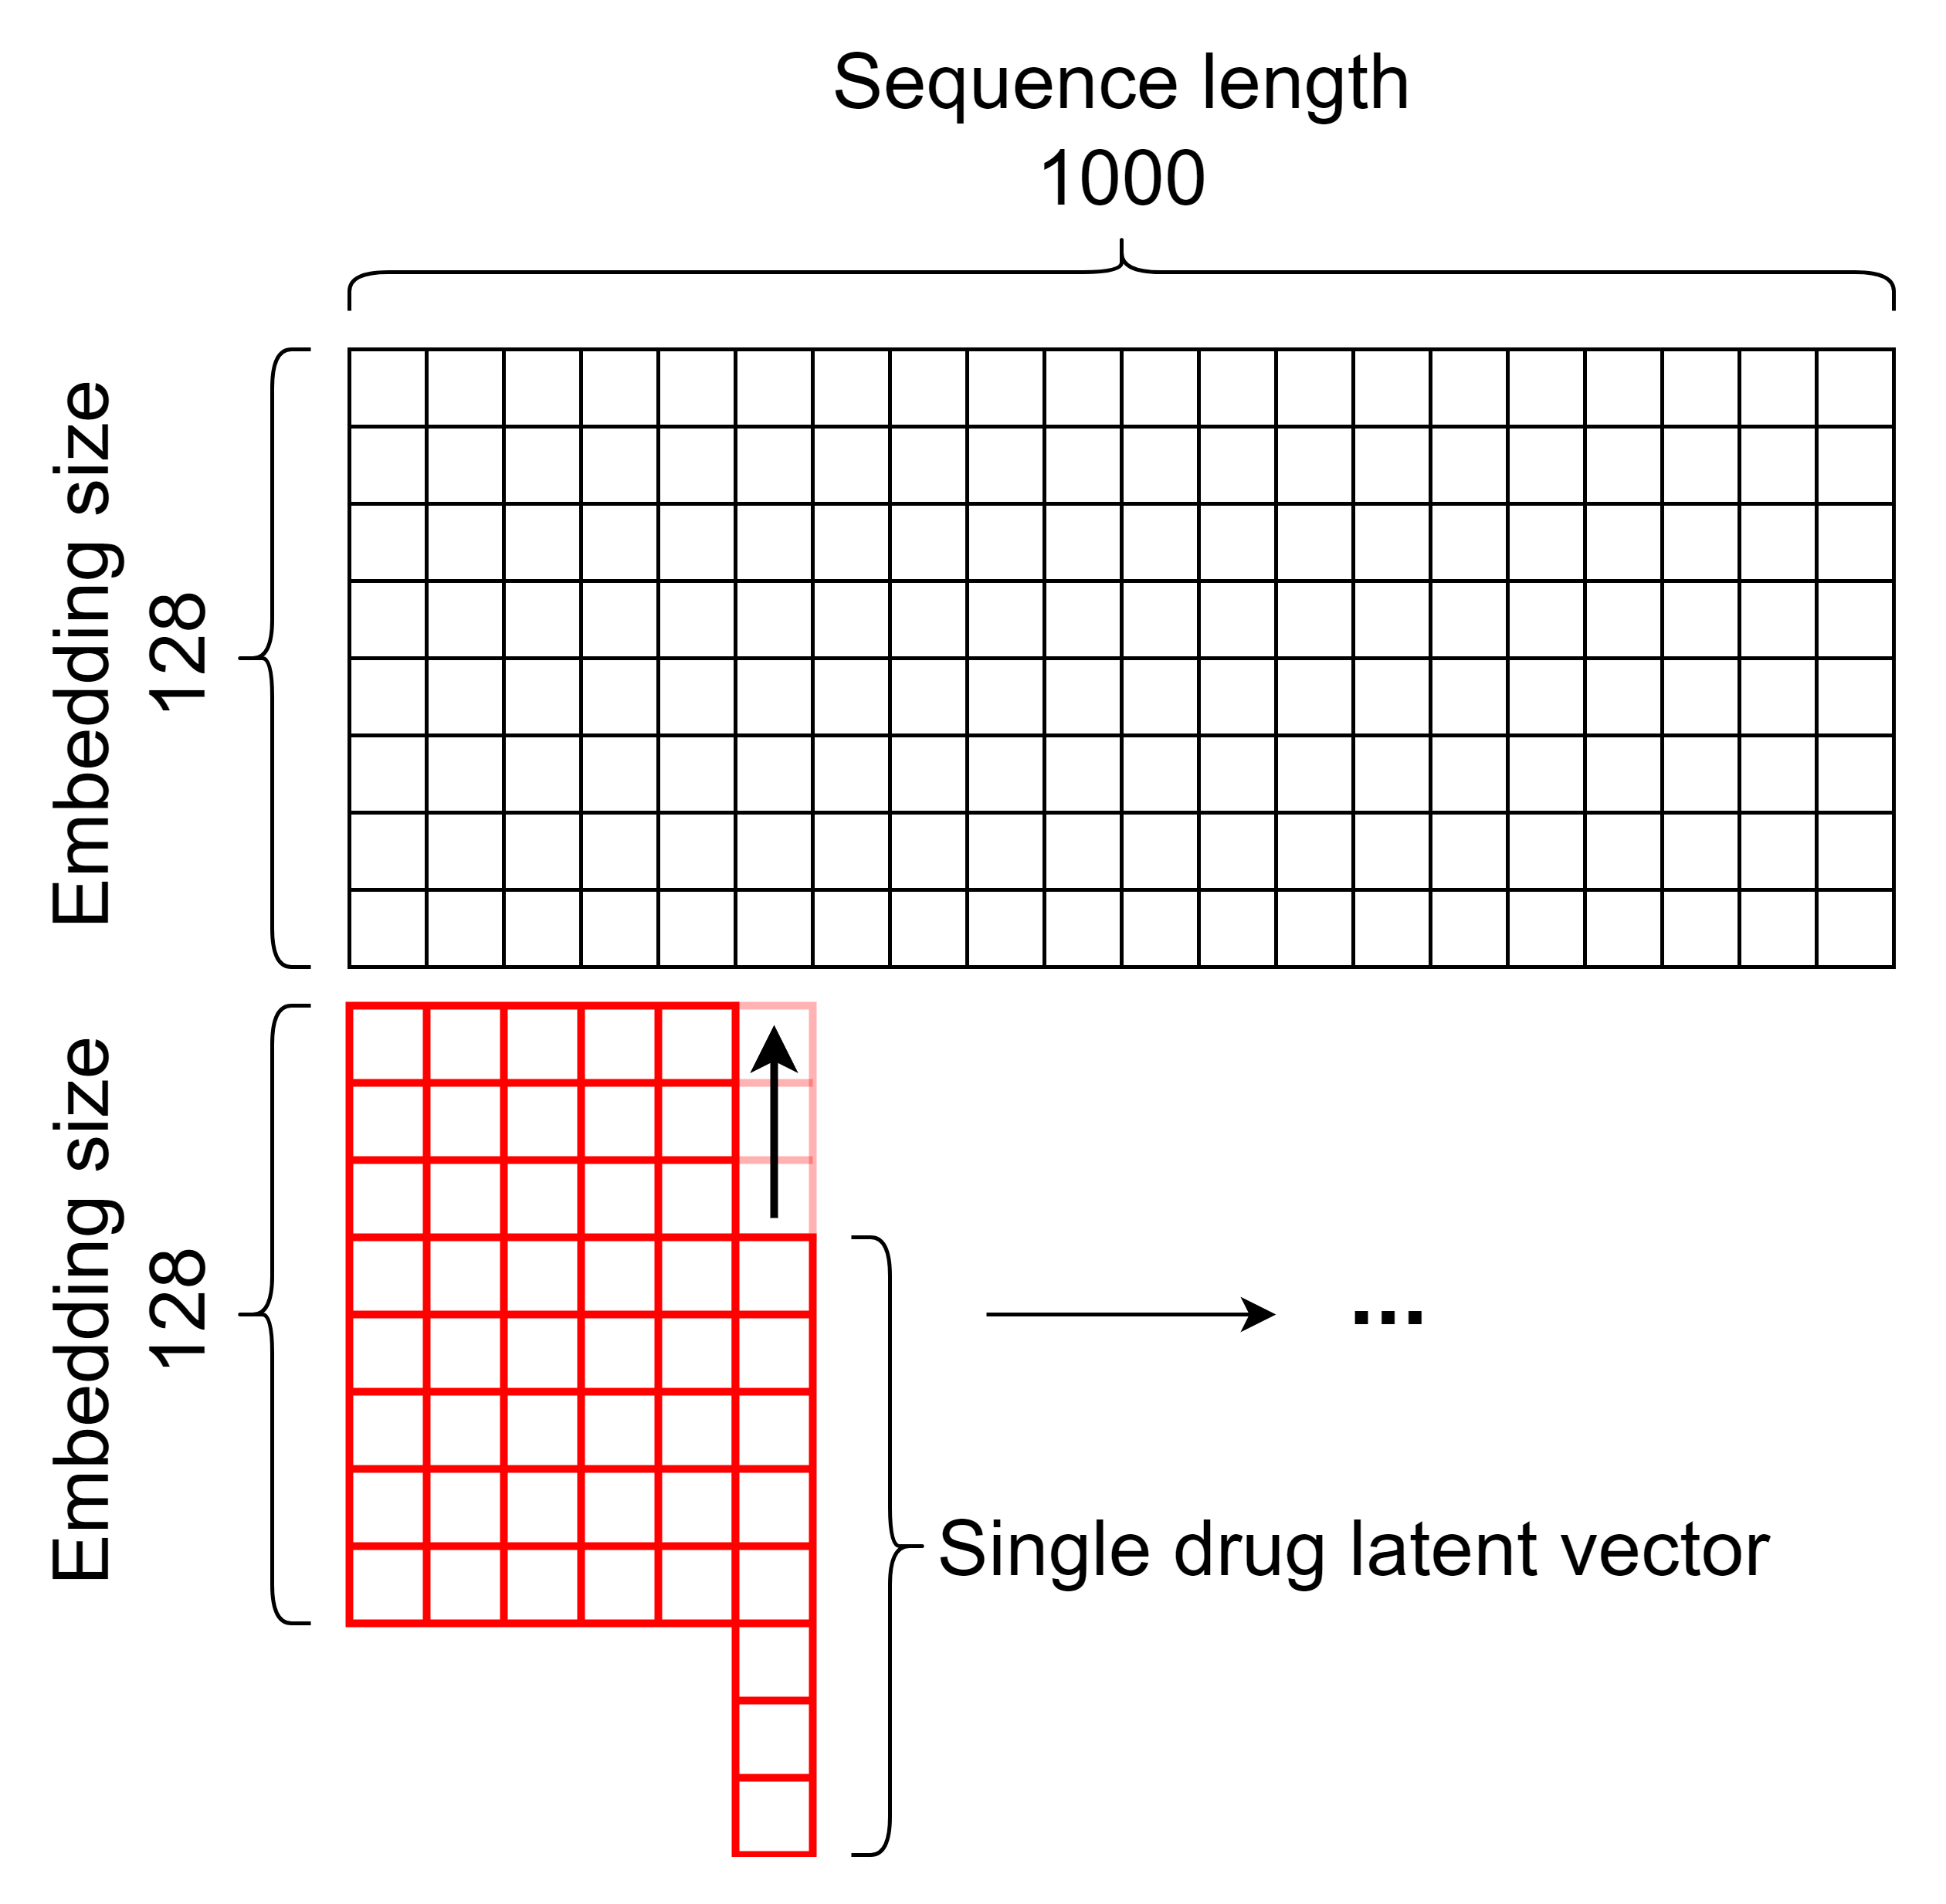 Sequence length
1000
Embedding size
128
Embedding size
128
...
Single drug latent vector